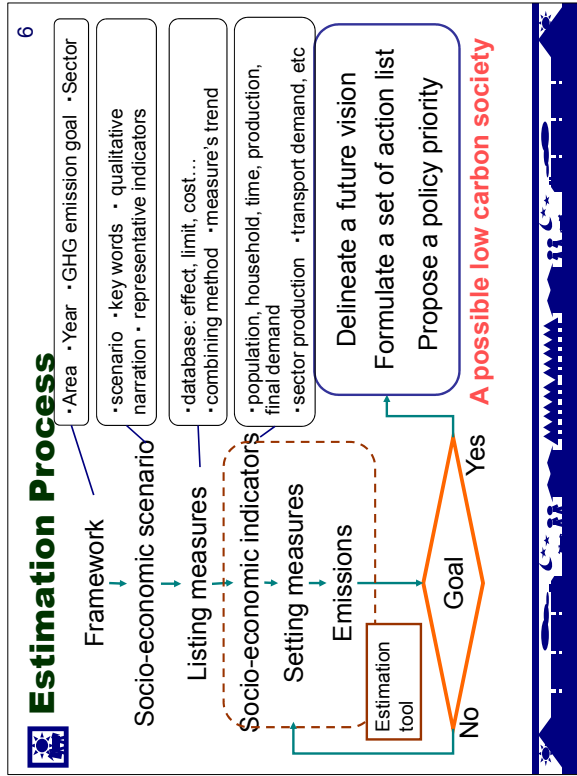 6
Estimation Process
Framework
・Area ・Year ・GHG emission goal ・Sector
Socio-economic scenario
・scenario ・key words ・qualitative
narration ・representative indicators
Listing measures
・database: effect, limit, cost…
・combining method ・measure's trend
Socio-economic indicators
・population, household, time, production,
final demand
・sector production ・transport demand, etc
Setting measures
Emissions
Estimation
tool
Goal
No
Yes
Delineate a future vision
Formulate a set of action list
Propose a policy priority
A possible low carbon society